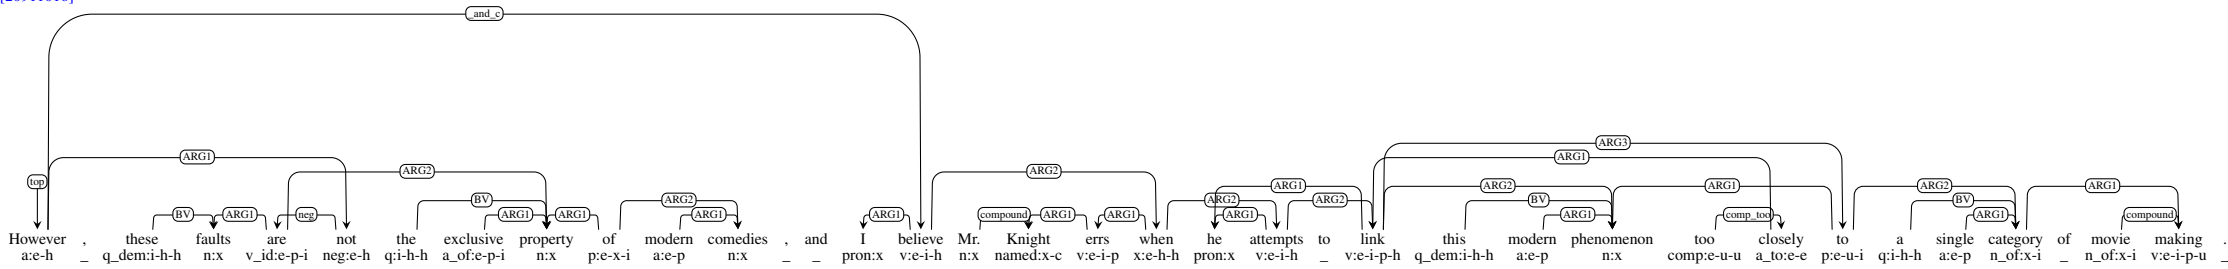 _and_c
ARG3
ARG1 ARG1
top ARG2 ARG2 ARG1 ARG2 ARG1 ARG2 ARG1
BV ARG2 ARG2 ARG2 BV BV
BV ARG1 neg ARG1 ARG1 ARG1 ARG1 compound ARG1 ARG1 ARG1 ARG1 comp_too ARG1 compound
However , these faults are not the exclusive property of modern comedies , and I believe Mr. Knight errs when he attempts to link this modern phenomenon too closely to a single category of movie making .
a:e-h _ q_dem:i-h-h n:x v_id:e-p-i neg:e-h q:i-h-h a_of:e-p-i n:x p:e-x-i a:e-p n:x _ _ pron:x v:e-i-h n:x named:x-c v:e-i-p x:e-h-h pron:x v:e-i-h _ v:e-i-p-h q_dem:i-h-h a:e-p n:x comp:e-u-u a_to:e-e p:e-u-i q:i-h-h a:e-p n_of:x-i _ n_of:x-i v:e-i-p-u _